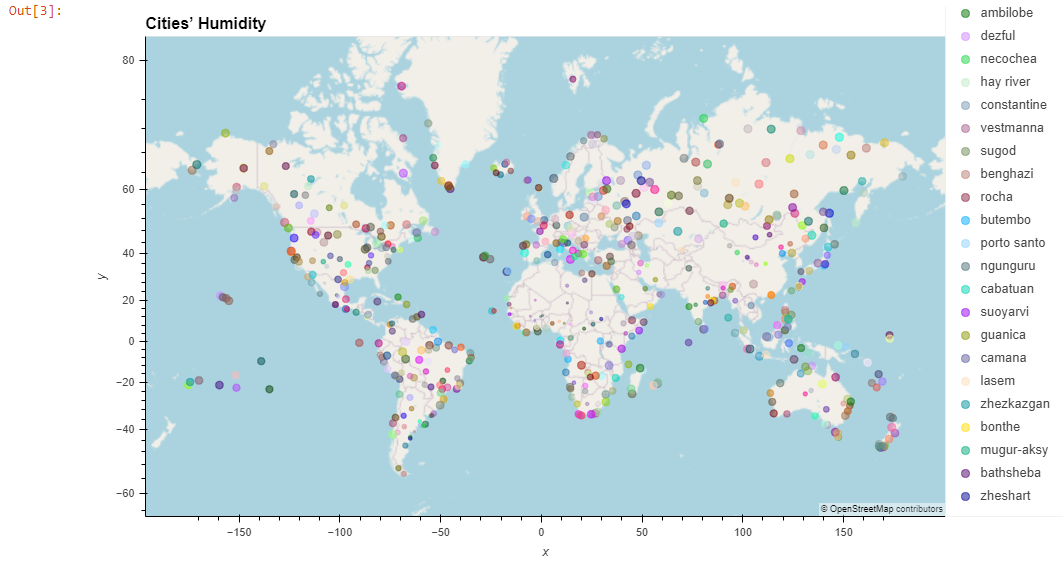 Out[3]:
Cities’ Humidity
80
60
40
20
0
−20
−40
−60
y
−150
−100
−50
0
50
100
150
x
© OpenStreetMap contributors
ambilobe
dezful
necochea
hay river
constantine
vestmanna
sugod
benghazi
rocha
butembo
porto santo
ngunguru
cabatuan
suoyarvi
guanica
camana
lasem
zhezkazgan
bonthe
mugur-aksy
bathsheba
zheshart